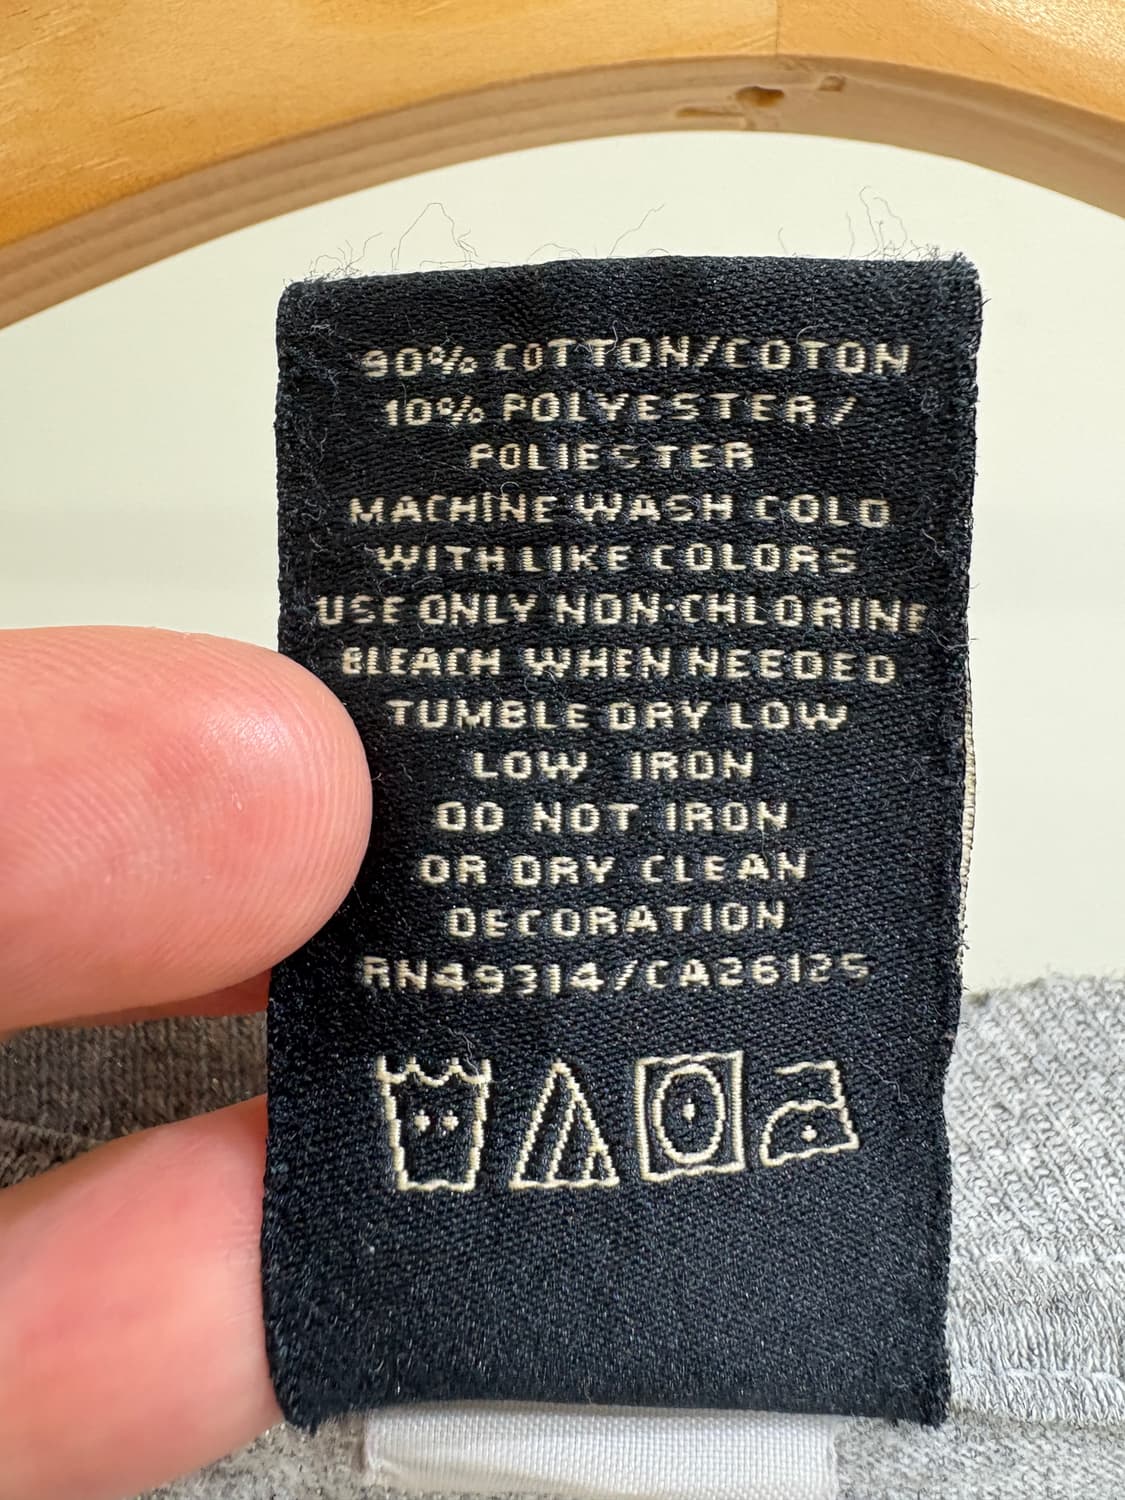 90% COTTON/COTON
10% POLYESTER/
POLIESTER
MACHINE WASH COLD
WITH LIKE COLORS
USE ONLY NON-CHLORINE
BLEACH WHEN NEEDED
TUMBLE DRY LOW
LOW IRON
DO NOT IRON
OR DRY CLEAN
DECORATION
RN49314/CA26125